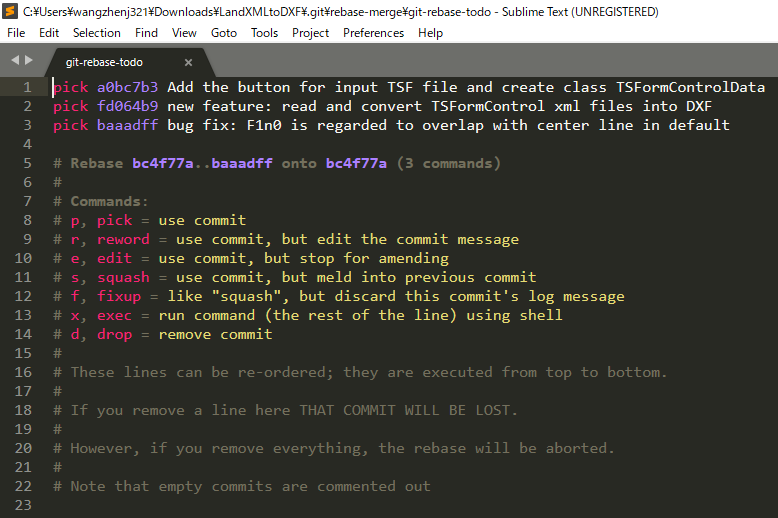 C:¥Users¥wangzhenj321¥Downloads¥LandXMLtoDXF¥.git¥rebase-merge¥git-rebase-todo - Sublime Text (UNREGISTERED)
File Edit Selection Find View Goto Tools Project Preferences Help
git-rebase-todo ×
1 pick a0bc7b3 Add the button for input TSF file and create class TSFormControlData
2 pick fd064b9 new feature: read and convert TSFormControl xml files into DXF
3 pick baaadff bug fix: F1n0 is regarded to overlap with center line in default
4
5 # Rebase bc4f77a..baaadff onto bc4f77a (3 commands)
6 #
7 # Commands:
8 # p, pick = use commit
9 # r, reword = use commit, but edit the commit message
10 # e, edit = use commit, but stop for amending
11 # s, squash = use commit, but meld into previous commit
12 # f, fixup = like "squash", but discard this commit's log message
13 # x, exec = run command (the rest of the line) using shell
14 # d, drop = remove commit
15 #
16 # These lines can be re-ordered; they are executed from top to bottom.
17 #
18 # If you remove a line here THAT COMMIT WILL BE LOST.
19 #
20 # However, if you remove everything, the rebase will be aborted.
21 #
22 # Note that empty commits are commented out
23